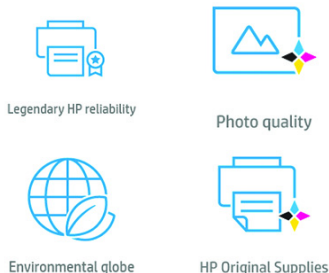 Legendary HP reliability
Photo quality
Environmental globe
HP Original Supplies